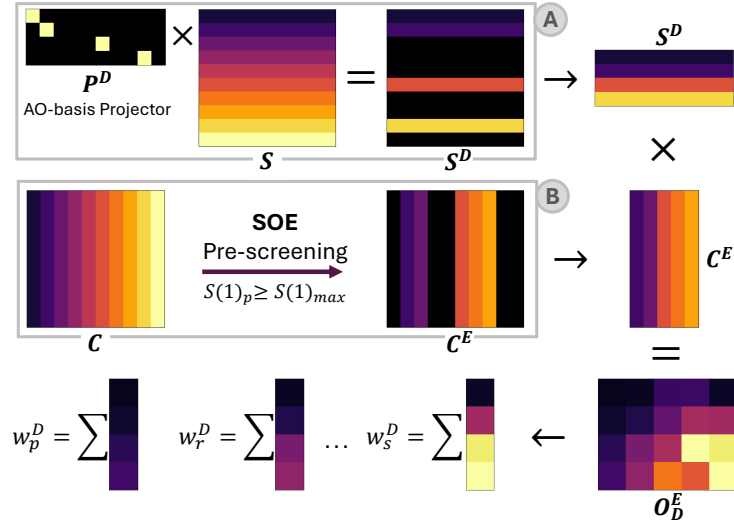 A
P^D
×
=
→
S^D
AO-basis Projector
S
S^D
×
B
SOE
Pre-screening
S(1)_p ≥ S(1)_max
→
C^E
C
C^E
=
w_p^D = ∑
w_r^D = ∑
...
w_s^D = ∑
←
O_D^E